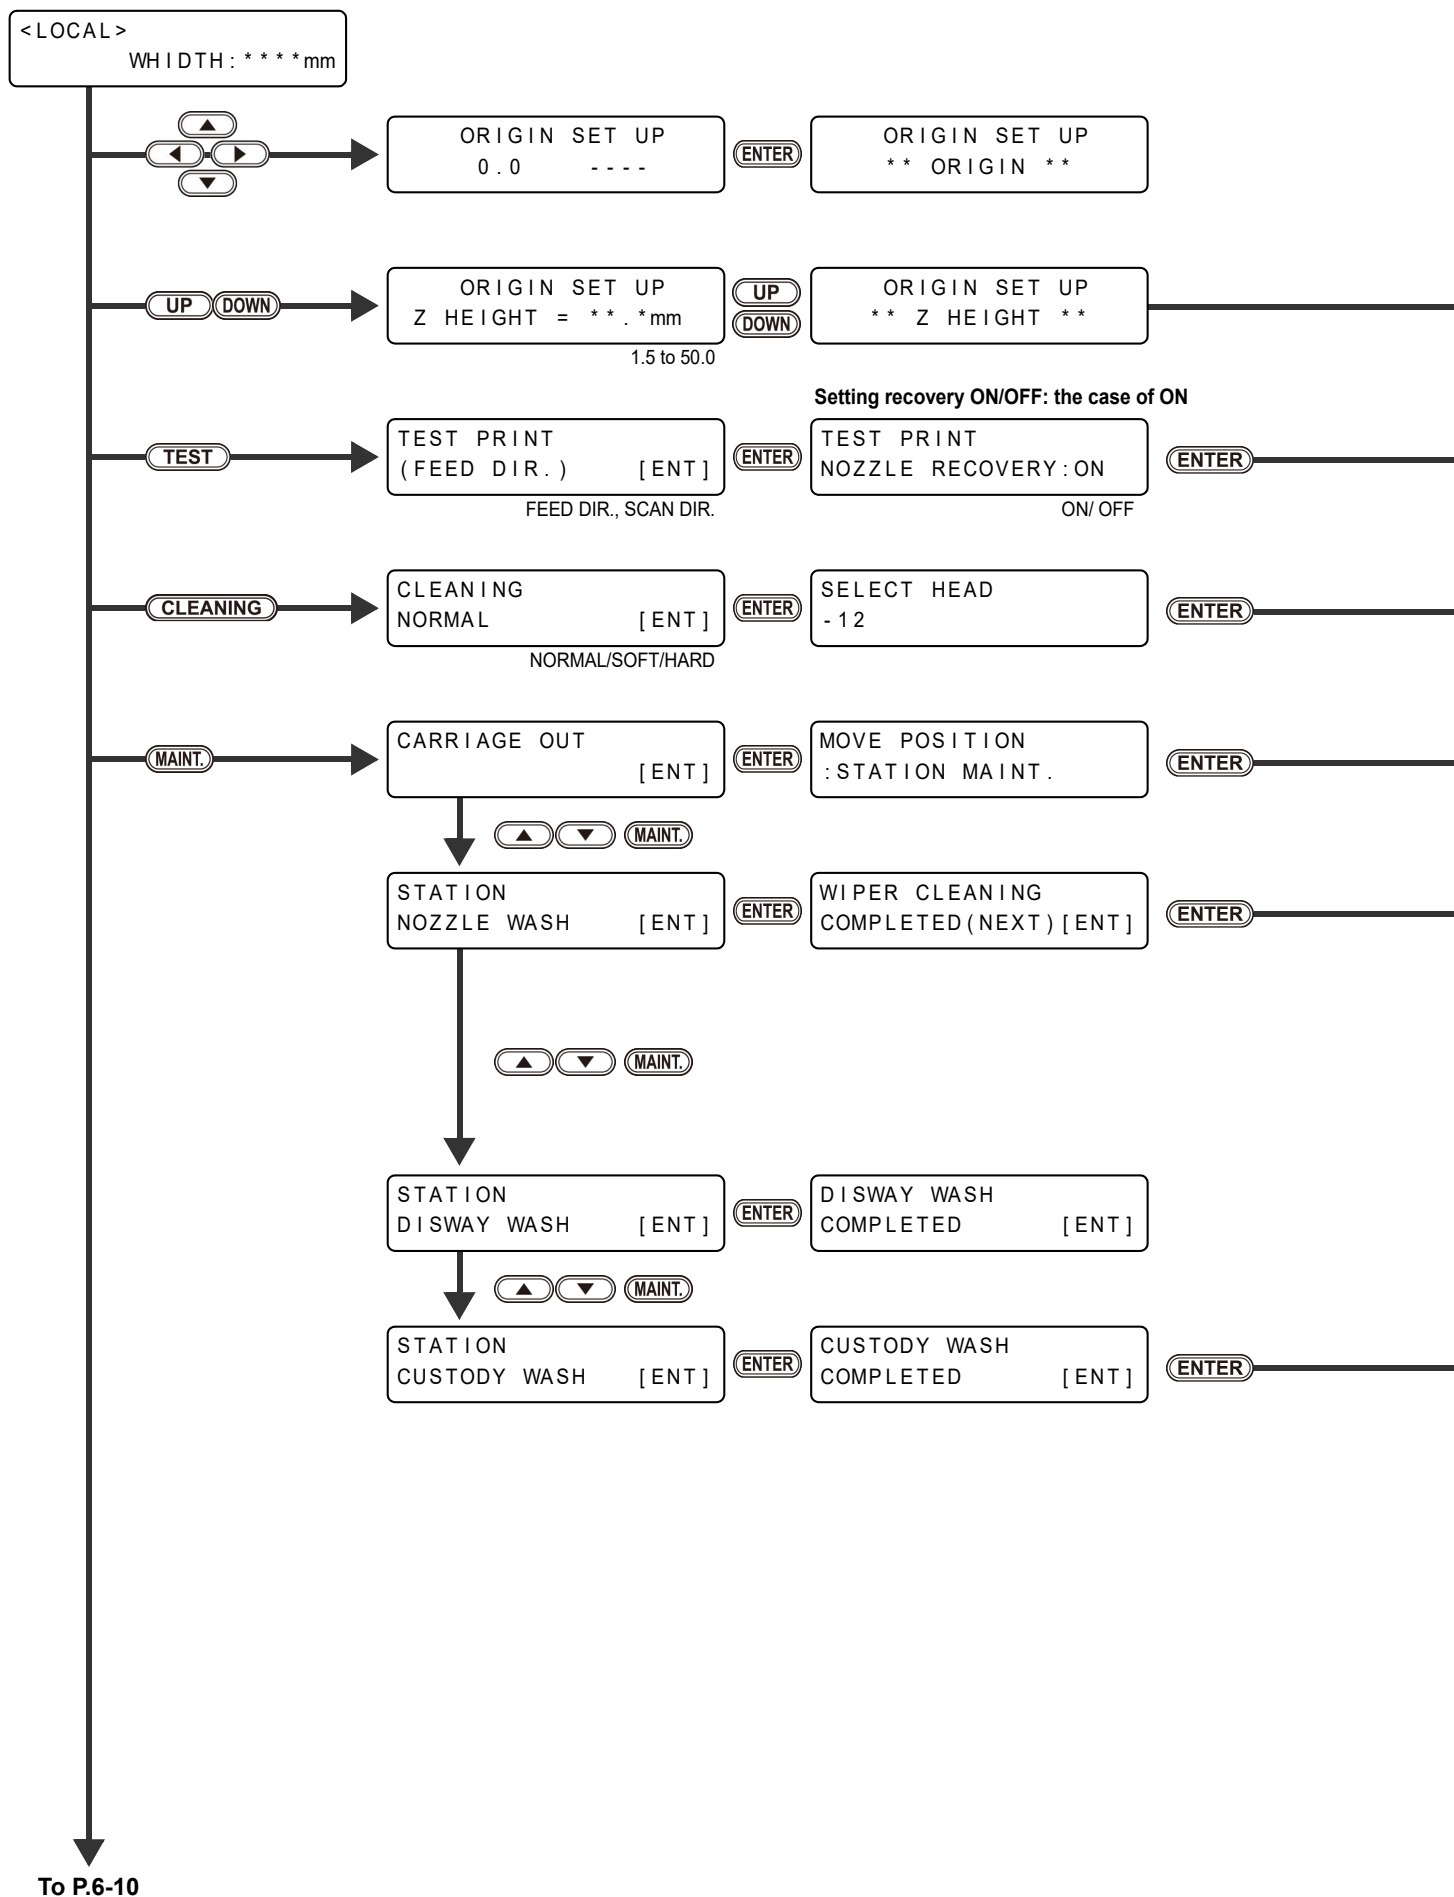 <LOCAL>
WHIDTH:****mm
ORIGIN SET UP
0.0 ----
ENTER
ORIGIN SET UP
** ORIGIN **
UP DOWN
ORIGIN SET UP
Z HEIGHT = **.*mm
1.5 to 50.0
UP
DOWN
ORIGIN SET UP
** Z HEIGHT **
Setting recovery ON/OFF: the case of ON
TEST
TEST PRINT
(FEED DIR.) [ENT]
FEED DIR., SCAN DIR.
ENTER
TEST PRINT
NOZZLE RECOVERY:ON
ON/ OFF
ENTER
CLEANING
CLEANING
NORMAL [ENT]
NORMAL/SOFT/HARD
ENTER
SELECT HEAD
-12
ENTER
MAINT.
CARRIAGE OUT
[ENT]
ENTER
MOVE POSITION
:STATION MAINT.
ENTER
MAINT.
STATION
NOZZLE WASH [ENT]
ENTER
WIPER CLEANING
COMPLETED(NEXT)[ENT]
ENTER
MAINT.
STATION
DISWAY WASH [ENT]
ENTER
DISWAY WASH
COMPLETED [ENT]
MAINT.
STATION
CUSTODY WASH [ENT]
ENTER
CUSTODY WASH
COMPLETED [ENT]
ENTER
To P.6-10